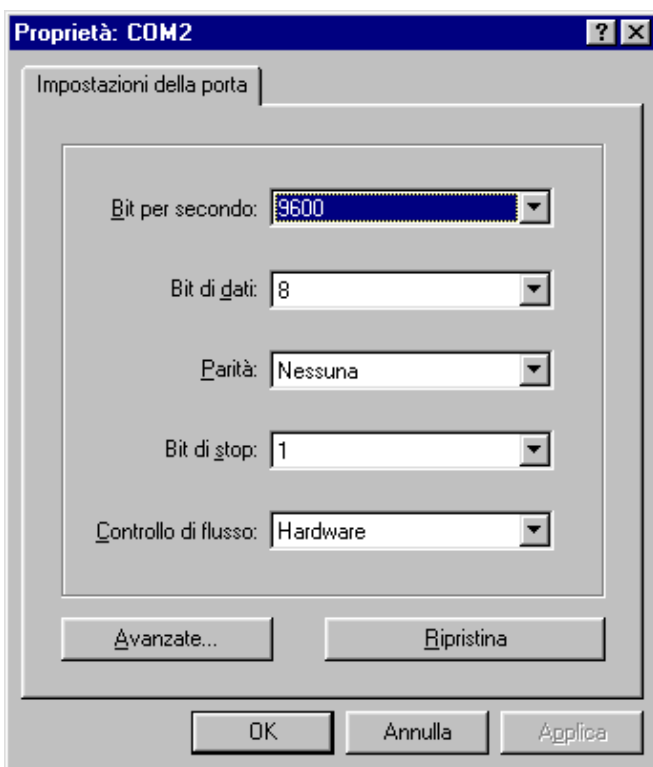 Proprietà: COM2
Impostazioni della porta
Bit per secondo: 9600
Bit di dati: 8
Parità: Nessuna
Bit di stop: 1
Controllo di flusso: Hardware
Avanzate... Ripristina
OK Annulla Applica